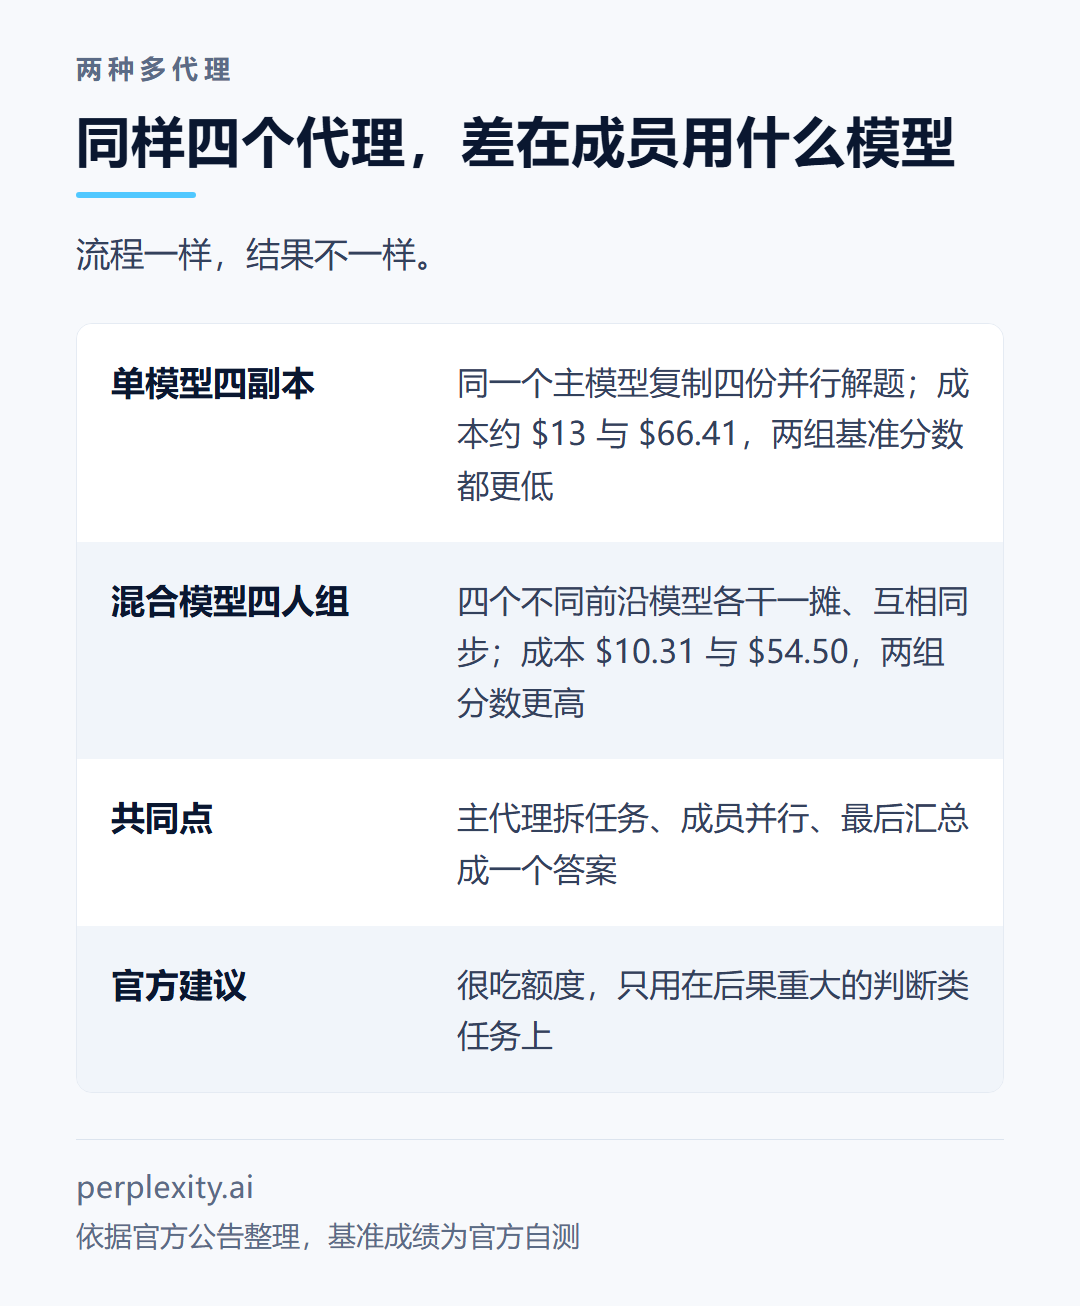 两种多代理
同样四个代理，差在成员用什么模型
流程一样，结果不一样。
单模型四副本
同一个主模型复制四份并行解题；成
本约 $13 与 $66.41，两组基准分数
都更低
混合模型四人组
四个不同前沿模型各干一摊、互相同
步；成本 $10.31 与 $54.50，两组
分数更高
共同点
主代理拆任务、成员并行、最后汇总
成一个答案
官方建议
很吃额度，只用在后果重大的判断类
任务上
perplexity.ai
依据官方公告整理，基准成绩为官方自测